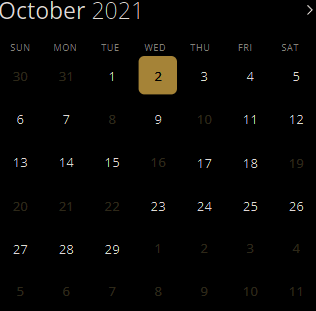 October 2021 >
SUN MON TUE WED THU FRI SAT
30 31 1 2 3 4 5
6 7 8 9 10 11 12
13 14 15 16 17 18 19
20 21 22 23 24 25 26
27 28 29 1 2 3 4
5 6 7 8 9 10 11